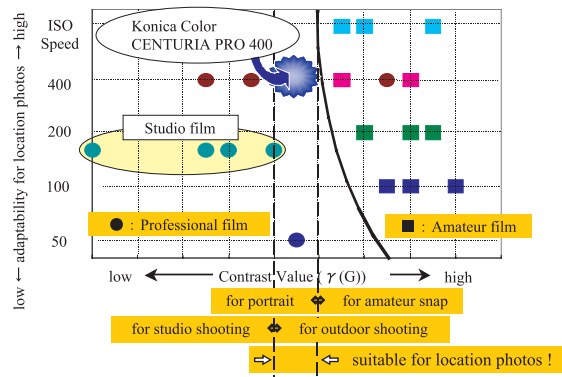 ISO
Speed
400
200
100
50
low ← adaptability for location photos → high
Konica Color
CENTURIA PRO 400
Studio film
: Professional film
: Amateur film
low
Contrast Value ( γ (G))
high
for portrait
for amateur snap
for studio shooting
for outdoor shooting
suitable for location photos !